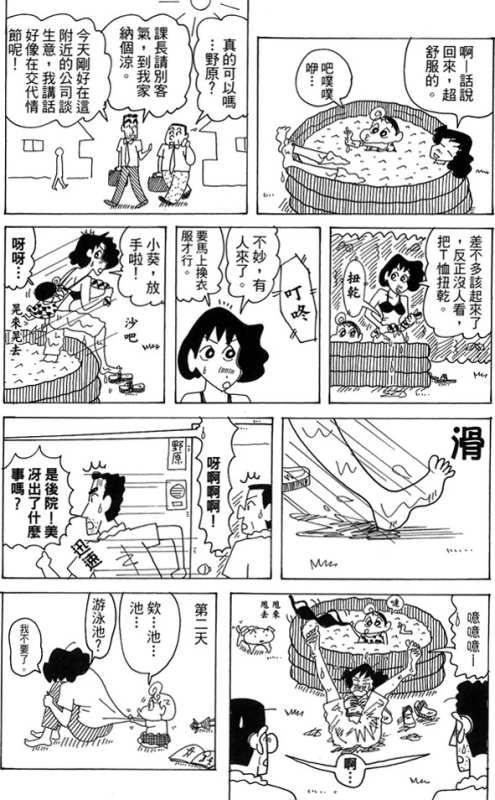 啊—話說
回來，超
舒服的。
吧噗噗
咿…
真的可以嗎
…野原？
課長請別客
氣，到我家
納個涼。
今天剛好在這
附近的公司談
生意，我講話
好像在交代情
節呢！
差不多該起來了
，反正沒人看，
把T恤扭乾。
扭乾
叮咚
不妙，有
人來了。
要馬上換衣
服才行。
小葵，放
手啦！
沙吧
呀呀…
晃來晃去
滑
呀啊啊啊！
野原
是後院！美
冴出了什麼
事嗎？
迅速
噫噫噫—
噫
甩來
甩去
啊…
第二天
欸…池…
池…
游泳池？
我不要了。